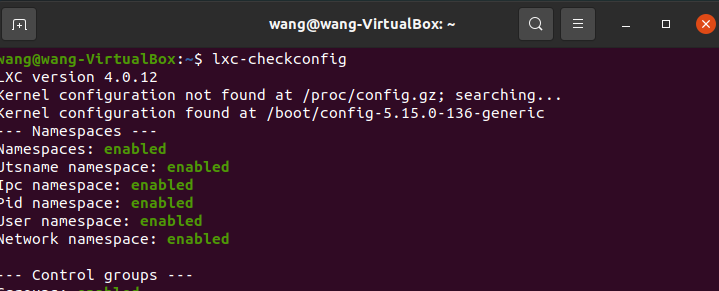 wang@wang-VirtualBox: ~
wang@wang-VirtualBox:~$ lxc-checkconfig
LXC version 4.0.12
Kernel configuration not found at /proc/config.gz; searching...
Kernel configuration found at /boot/config-5.15.0-136-generic
--- Namespaces ---
Namespaces: enabled
Utsname namespace: enabled
Ipc namespace: enabled
Pid namespace: enabled
User namespace: enabled
Network namespace: enabled
--- Control groups ---